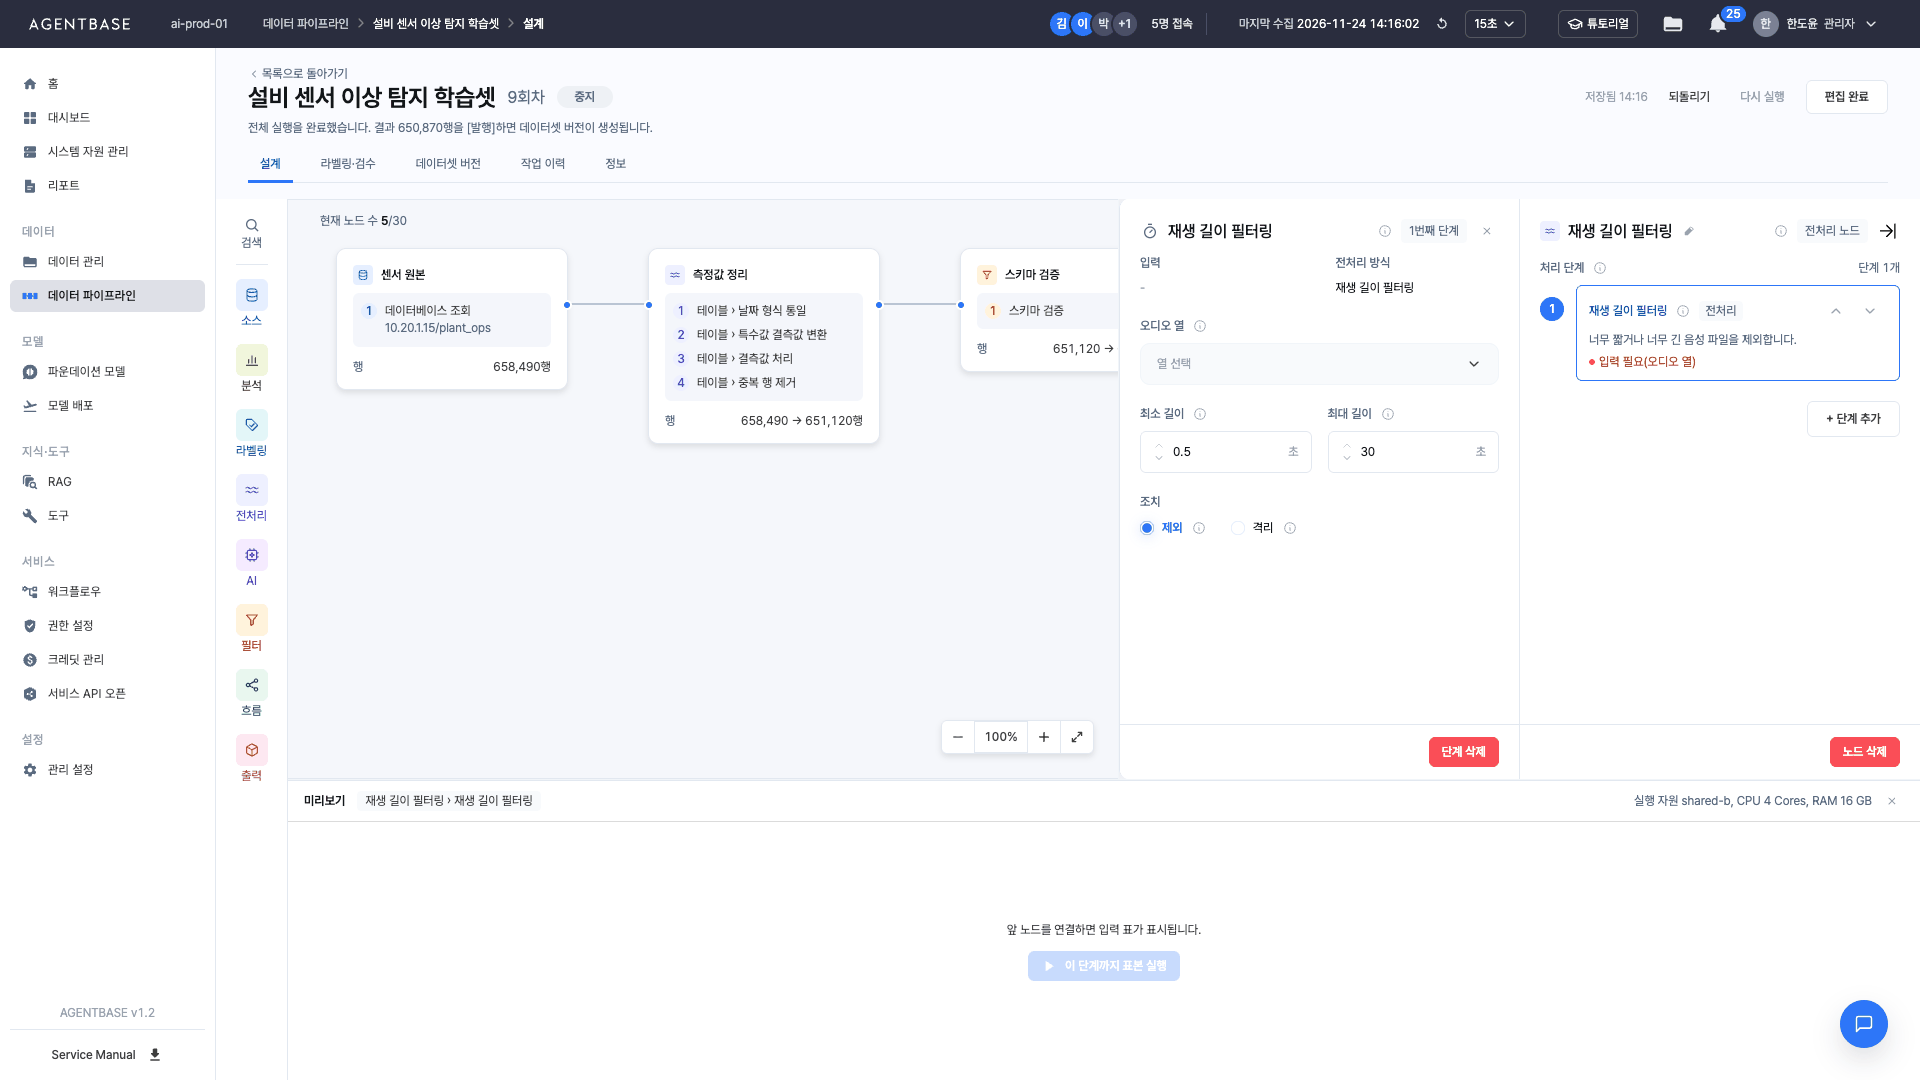 AGENTBASE
ai-prod-01
데이터 파이프라인 > 설비 센서 이상 탐지 학습셋 > 설계
김 이 박 +1 5명 접속
마지막 수집 2026-11-24 14:16:02
15초
튜토리얼
25
한 한도윤 관리자
홈
대시보드
시스템 자원 관리
리포트
데이터
데이터 관리
데이터 파이프라인
모델
파운데이션 모델
모델 배포
지식·도구
RAG
도구
서비스
워크플로우
권한 설정
크레딧 관리
서비스 API 오픈
설정
관리 설정
AGENTBASE v1.2
Service Manual
목록으로 돌아가기
설비 센서 이상 탐지 학습셋 9회차 중지
전체 실행을 완료했습니다. 결과 650,870행을 [발행]하면 데이터셋 버전이 생성됩니다.
저장됨 14:16 되돌리기 다시 실행 편집 완료
설계 라벨링·검수 데이터셋 버전 작업 이력 정보
검색
소스
분석
라벨링
전처리
AI
필터
흐름
출력
현재 노드 수 5/30
센서 원본
1 데이터베이스 조회
10.20.1.15/plant_ops
행 658,490행
측정값 정리
1 테이블 › 날짜 형식 통일
2 테이블 › 특수값 결측값 변환
3 테이블 › 결측값 처리
4 테이블 › 중복 행 제거
행 658,490 → 651,120행
스키마 검증
1 스키마 검증
행 651,120 →
100%
재생 길이 필터링
1번째 단계
입력
-
전처리 방식
재생 길이 필터링
오디오 열
열 선택
최소 길이
0.5 초
최대 길이
30 초
조치
제외
격리
단계 삭제
재생 길이 필터링
전처리 노드
처리 단계
단계 1개
1
재생 길이 필터링 전처리
너무 짧거나 너무 긴 음성 파일을 제외합니다.
입력 필요(오디오 열)
+ 단계 추가
노드 삭제
미리보기
재생 길이 필터링 › 재생 길이 필터링
실행 자원 shared-b, CPU 4 Cores, RAM 16 GB
앞 노드를 연결하면 입력 표가 표시됩니다.
이 단계까지 표본 실행